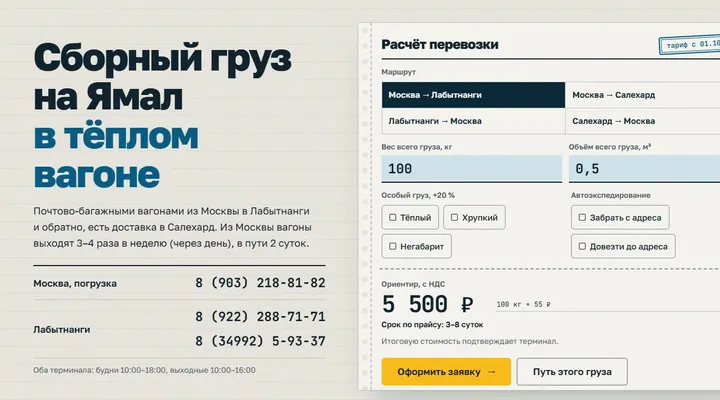 Сборный груз
на Ямал
в тёплом
вагоне
Почтово-багажными вагонами из Москвы в Лабытнанги
и обратно, есть доставка в Салехард. Из Москвы вагоны
выходят 3–4 раза в неделю (через день), в пути 2 суток.
Москва, погрузка 8 (903) 218-81-82
Лабытнанги 8 (922) 288-71-71
8 (34992) 5-93-37
Оба терминала: будни 10:00–18:00, выходные 10:00–16:00
Расчёт перевозки
тариф с 01.10
Маршрут
Москва → Лабытнанги
Москва → Салехард
Лабытнанги → Москва
Салехард → Москва
Вес всего груза, кг
Объём всего груза, м³
100
0,5
Особый груз, +20 %
Автоэкспедирование
Тёплый
Хрупкий
Забрать с адреса
Негабарит
Довезти до адреса
Ориентир, с НДС
5 500 ₽
100 кг × 55 ₽
Срок по прайсу: 3–8 суток
Итоговую стоимость подтверждает терминал.
Оформить заявку →
Путь этого груза